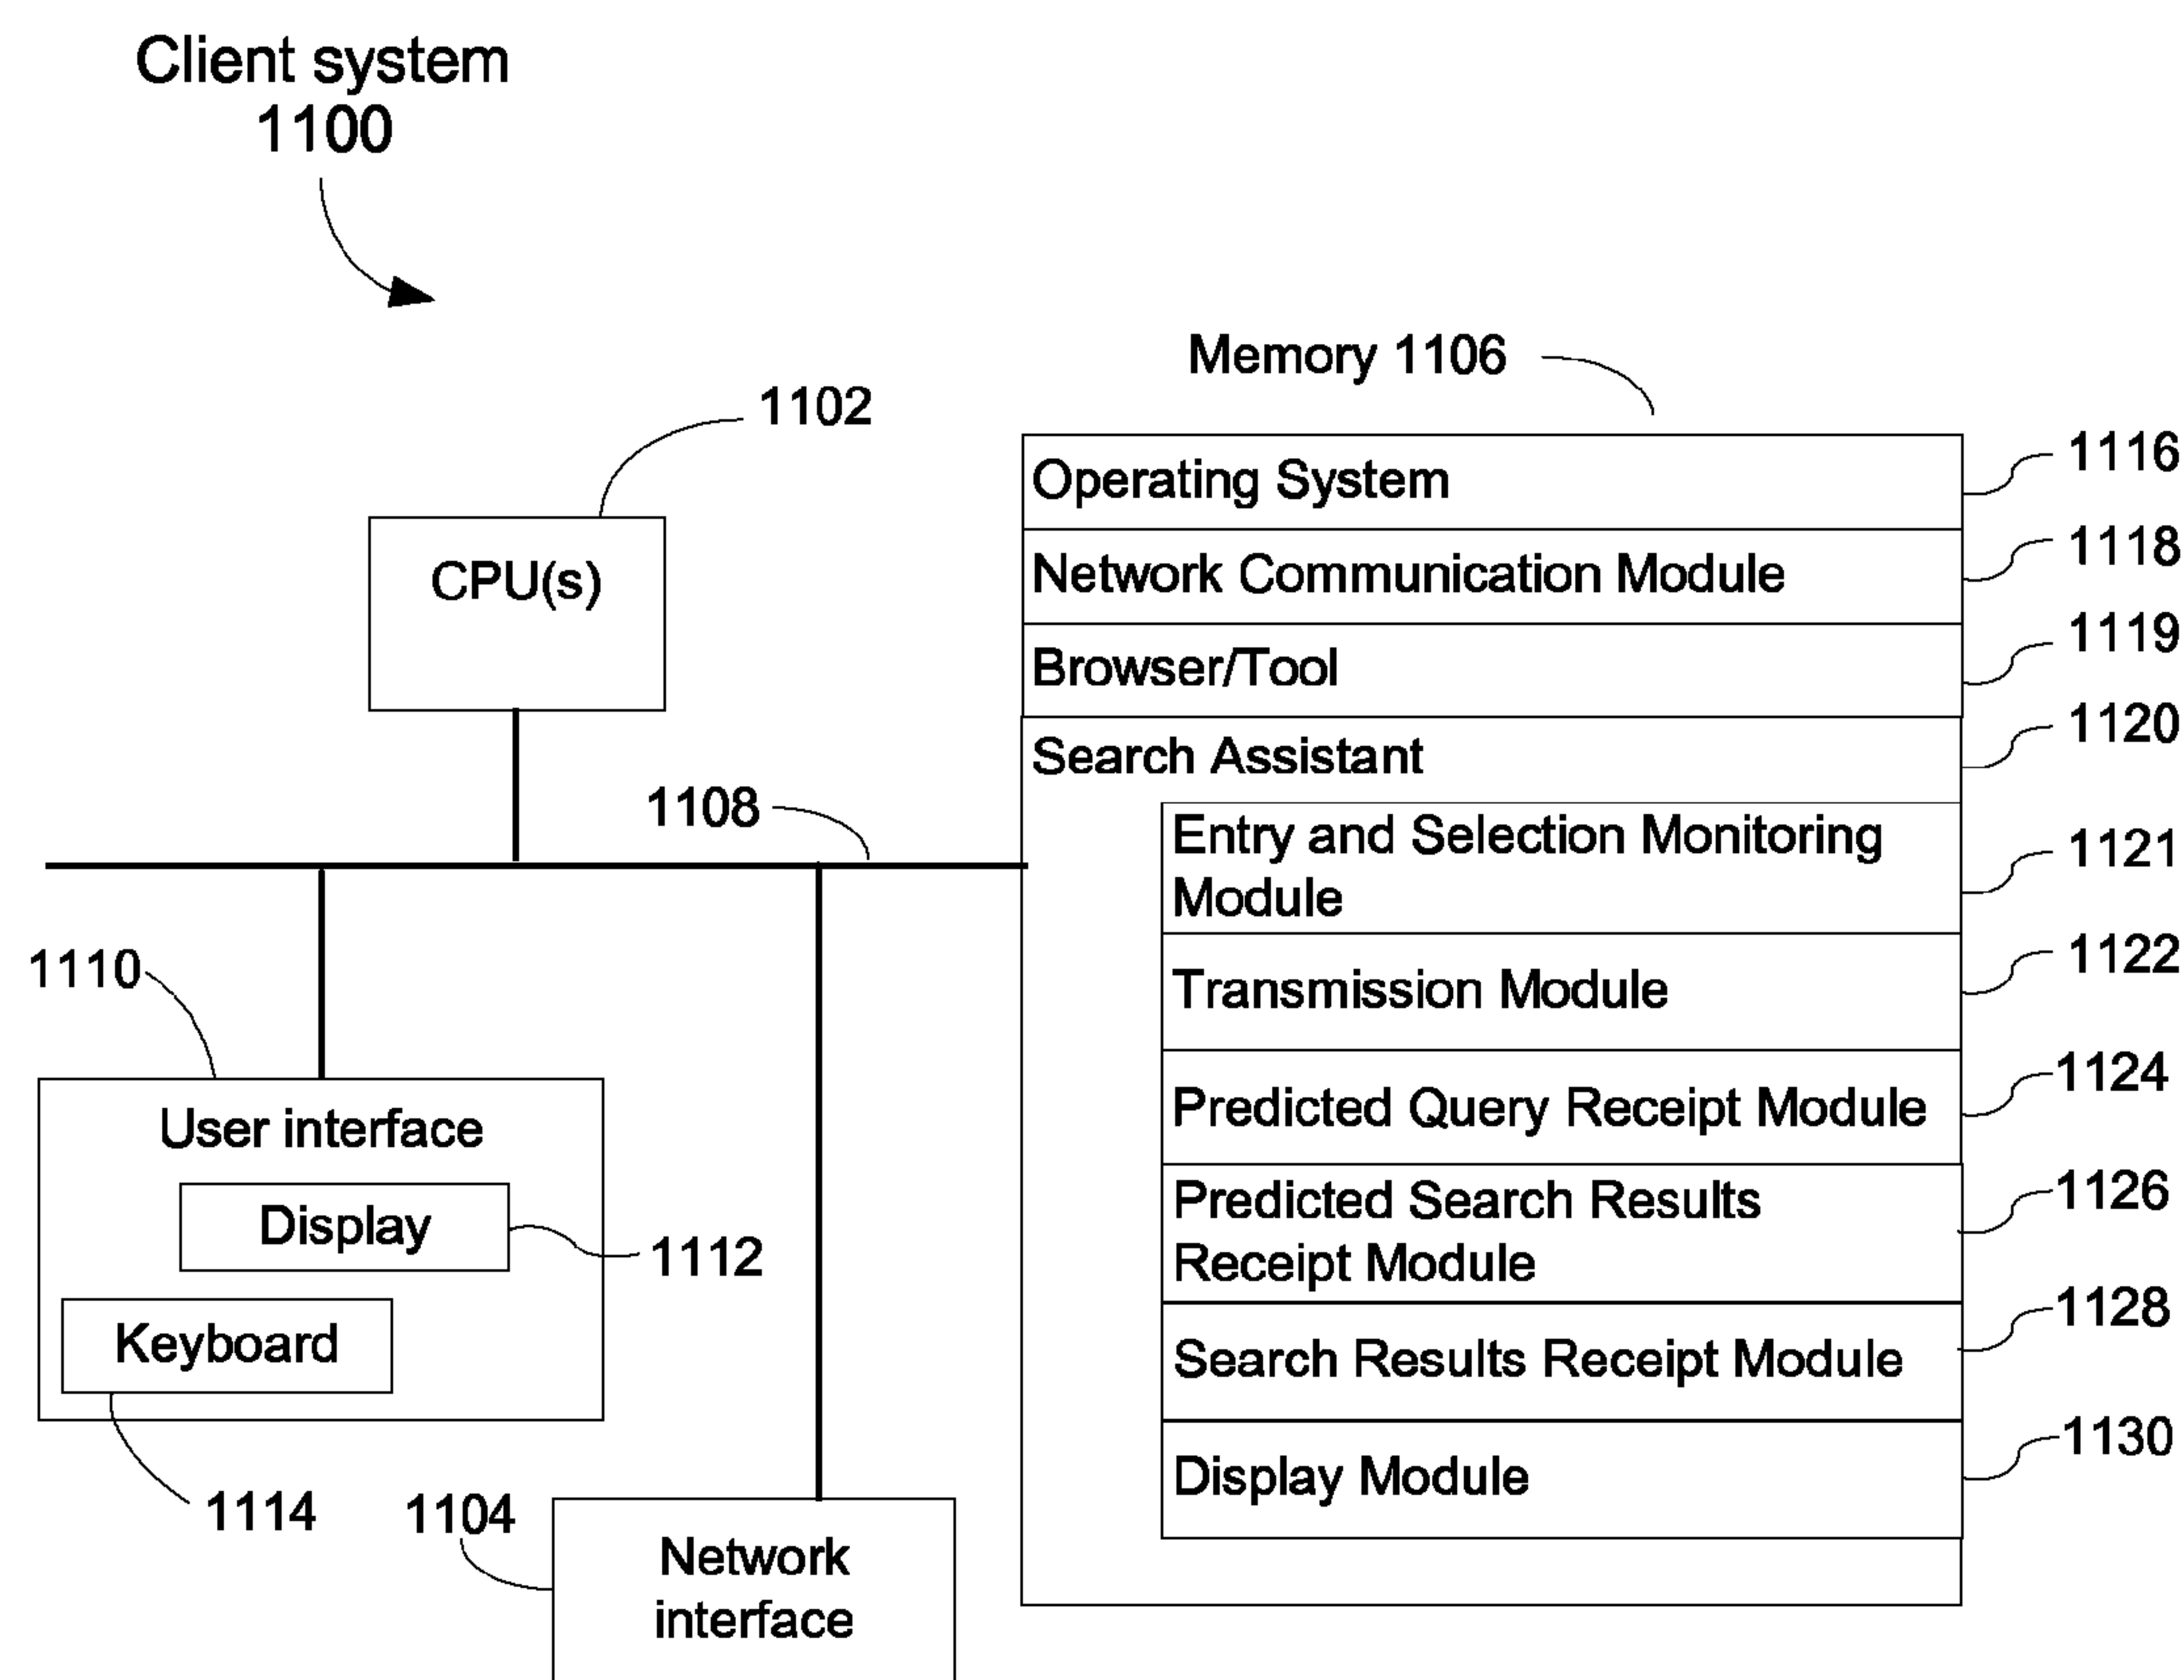 Client system
1100
Memory 1106
1102
CPU(s)
1108
1110
User interface
Display
1112
Keyboard
1114
1104
Network
interface
Operating System
1116
Network Communication Module
1118
Browser/Tool
1119
Search Assistant
1120
Entry and Selection Monitoring
Module
1121
Transmission Module
1122
Predicted Query Receipt Module
1124
Predicted Search Results
Receipt Module
1126
Search Results Receipt Module
1128
Display Module
1130